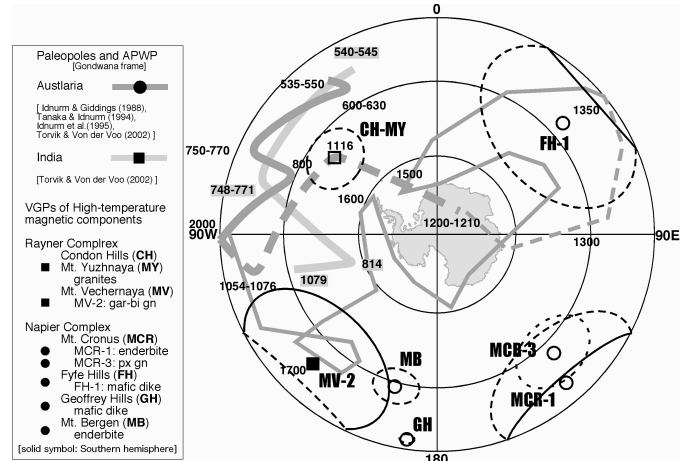 Paleopoles and APWP
[Gondwana frame]
Austlaria
[ Idnurm & Giddings (1988),
Tanaka & Idnurm (1994),
Idnurm et al.(1995),
Torvik & Von der Voo (2002) ]
India
[Torvik & Von der Voo (2002) ]
VGPs of High-temperature
magnetic components
Rayner Complrex
Condon Hills (CH)
Mt. Yuzhnaya (MY)
granites
Mt. Vechernaya (MV)
MV-2: gar-bi gn
Napier Complex
Mt. Cronus (MCR)
MCR-1: enderbite
MCR-3: px gn
Fyfe Hills (FH)
FH-1: mafic dike
Geoffrey Hills (GH)
mafic dike
Mt. Bergen (MB)
enderbite
[solid symbol: Southern hemisphere]
0
540-545
535-550
600-630
1350
CH-MY
FH-1
1116
750-770
800
1500
748-771
1600
2000
1200-1210
90W
90E
1300
814
1079
1054-1076
MCB-3
MB
1700
MV-2
MCR-1
GH
180